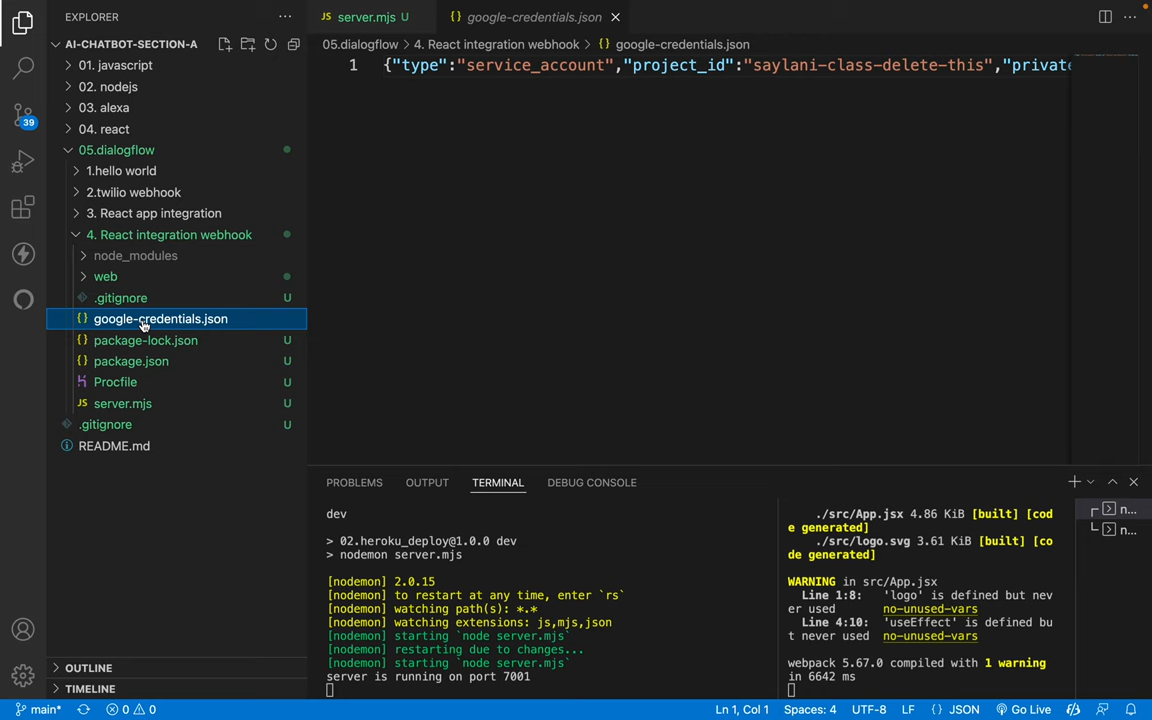 EXPLORER
AI-CHATBOT-SECTION-A
01. javascript
02. nodejs
03. alexa
04. react
05.dialogflow
1.hello world
2.twilio webhook
3. React app integration
4. React integration webhook
node_modules
web
.gitignore U
google-credentials.json
package-lock.json U
package.json U
Procfile U
server.mjs U
.gitignore U
README.md
39
OUTLINE
TIMELINE
JS server.mjs U
{} google-credentials.json
05.dialogflow > 4. React integration webhook > {} google-credentials.json
1 {"type":"service_account","project_id":"saylani-class-delete-this","private
PROBLEMS OUTPUT TERMINAL DEBUG CONSOLE
dev
> 02.heroku_deploy@1.0.0 dev
> nodemon server.mjs
[nodemon] 2.0.15
[nodemon] to restart at any time, enter `rs`
[nodemon] watching path(s): *.*
[nodemon] watching extensions: js,mjs,json
[nodemon] starting `node server.mjs`
[nodemon] restarting due to changes...
[nodemon] starting `node server.mjs`
server is running on port 7001
./src/App.jsx 4.86 KiB [built] [cod
e generated]
./src/logo.svg 3.61 KiB [built] [co
de generated]
WARNING in src/App.jsx
Line 1:8: 'logo' is defined but nev
er used no-unused-vars
Line 4:10: 'useEffect' is defined bu
t never used no-unused-vars
webpack 5.67.0 compiled with 1 warning
in 6642 ms
n...
n...
main* 0 0 Ln 1, Col 1 Spaces: 4 UTF-8 LF {} JSON Go Live